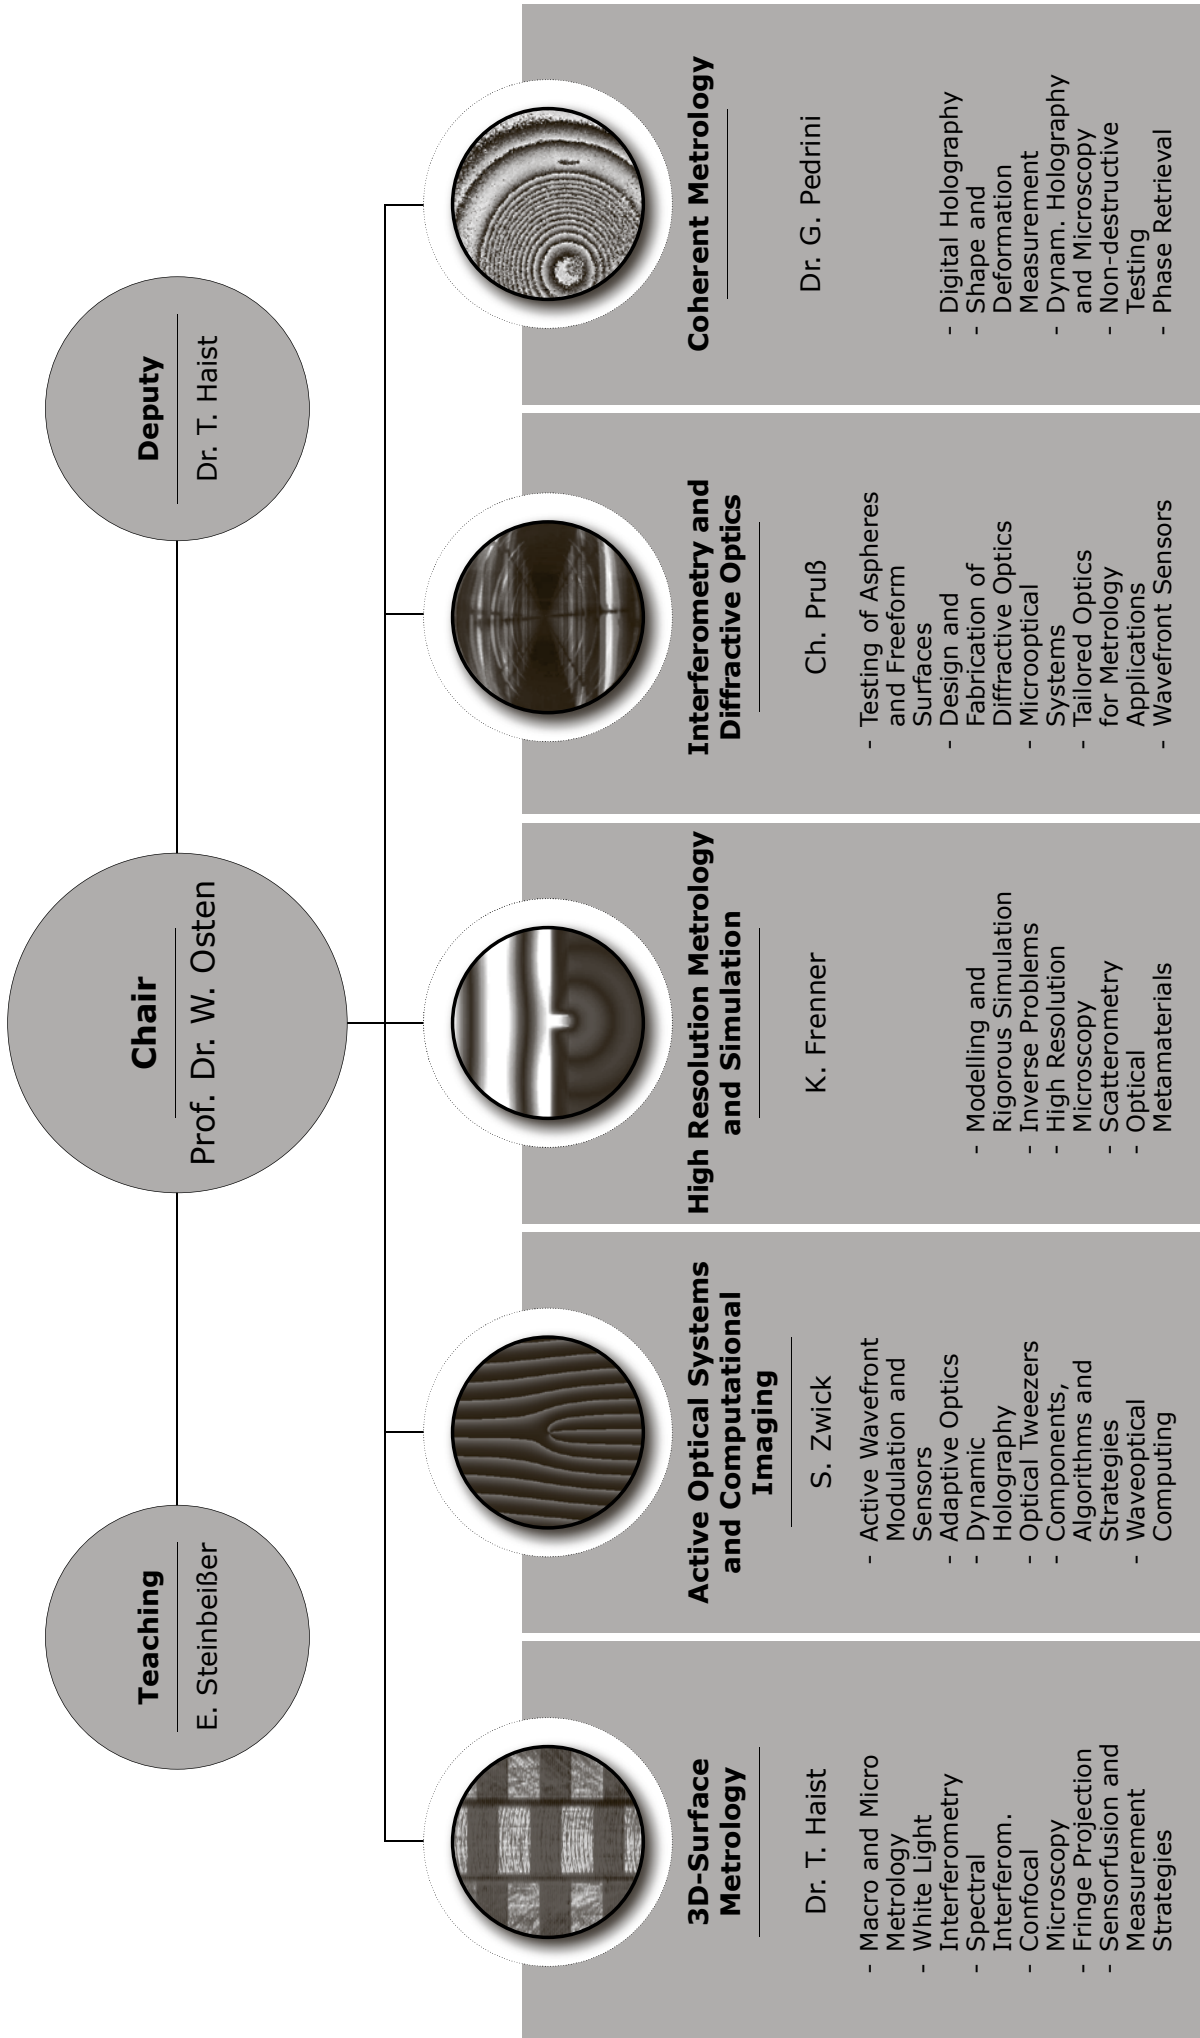 Teaching
E. Steinbeißer
Chair
Prof. Dr. W. Osten
Deputy
Dr. T. Haist
3D-Surface
Metrology
Dr. T. Haist
- Macro and Micro
Metrology
- White Light
Interferometry
- Spectral
Interferom.
- Confocal
Microscopy
- Fringe Projection
- Sensorfusion and
Measurement
Strategies
Active Optical Systems
and Computational
Imaging
S. Zwick
- Active Wavefront
Modulation and
Sensors
- Adaptive Optics
- Dynamic
Holography
- Optical Tweezers
- Components,
Algorithms and
Strategies
- Waveoptical
Computing
High Resolution Metrology
and Simulation
K. Frenner
- Modelling and
Rigorous Simulation
- Inverse Problems
- High Resolution
Microscopy
- Scatterometry
- Optical
Metamaterials
Interferometry and
Diffractive Optics
Ch. Pruß
- Testing of Aspheres
and Freeform
Surfaces
- Design and
Fabrication of
Diffractive Optics
- Microoptical
Systems
- Tailored Optics
for Metrology
Applications
- Wavefront Sensors
Coherent Metrology
Dr. G. Pedrini
- Digital Holography
- Shape and
Deformation
Measurement
- Dynam. Holography
and Microscopy
- Non-destructive
Testing
- Phase Retrieval